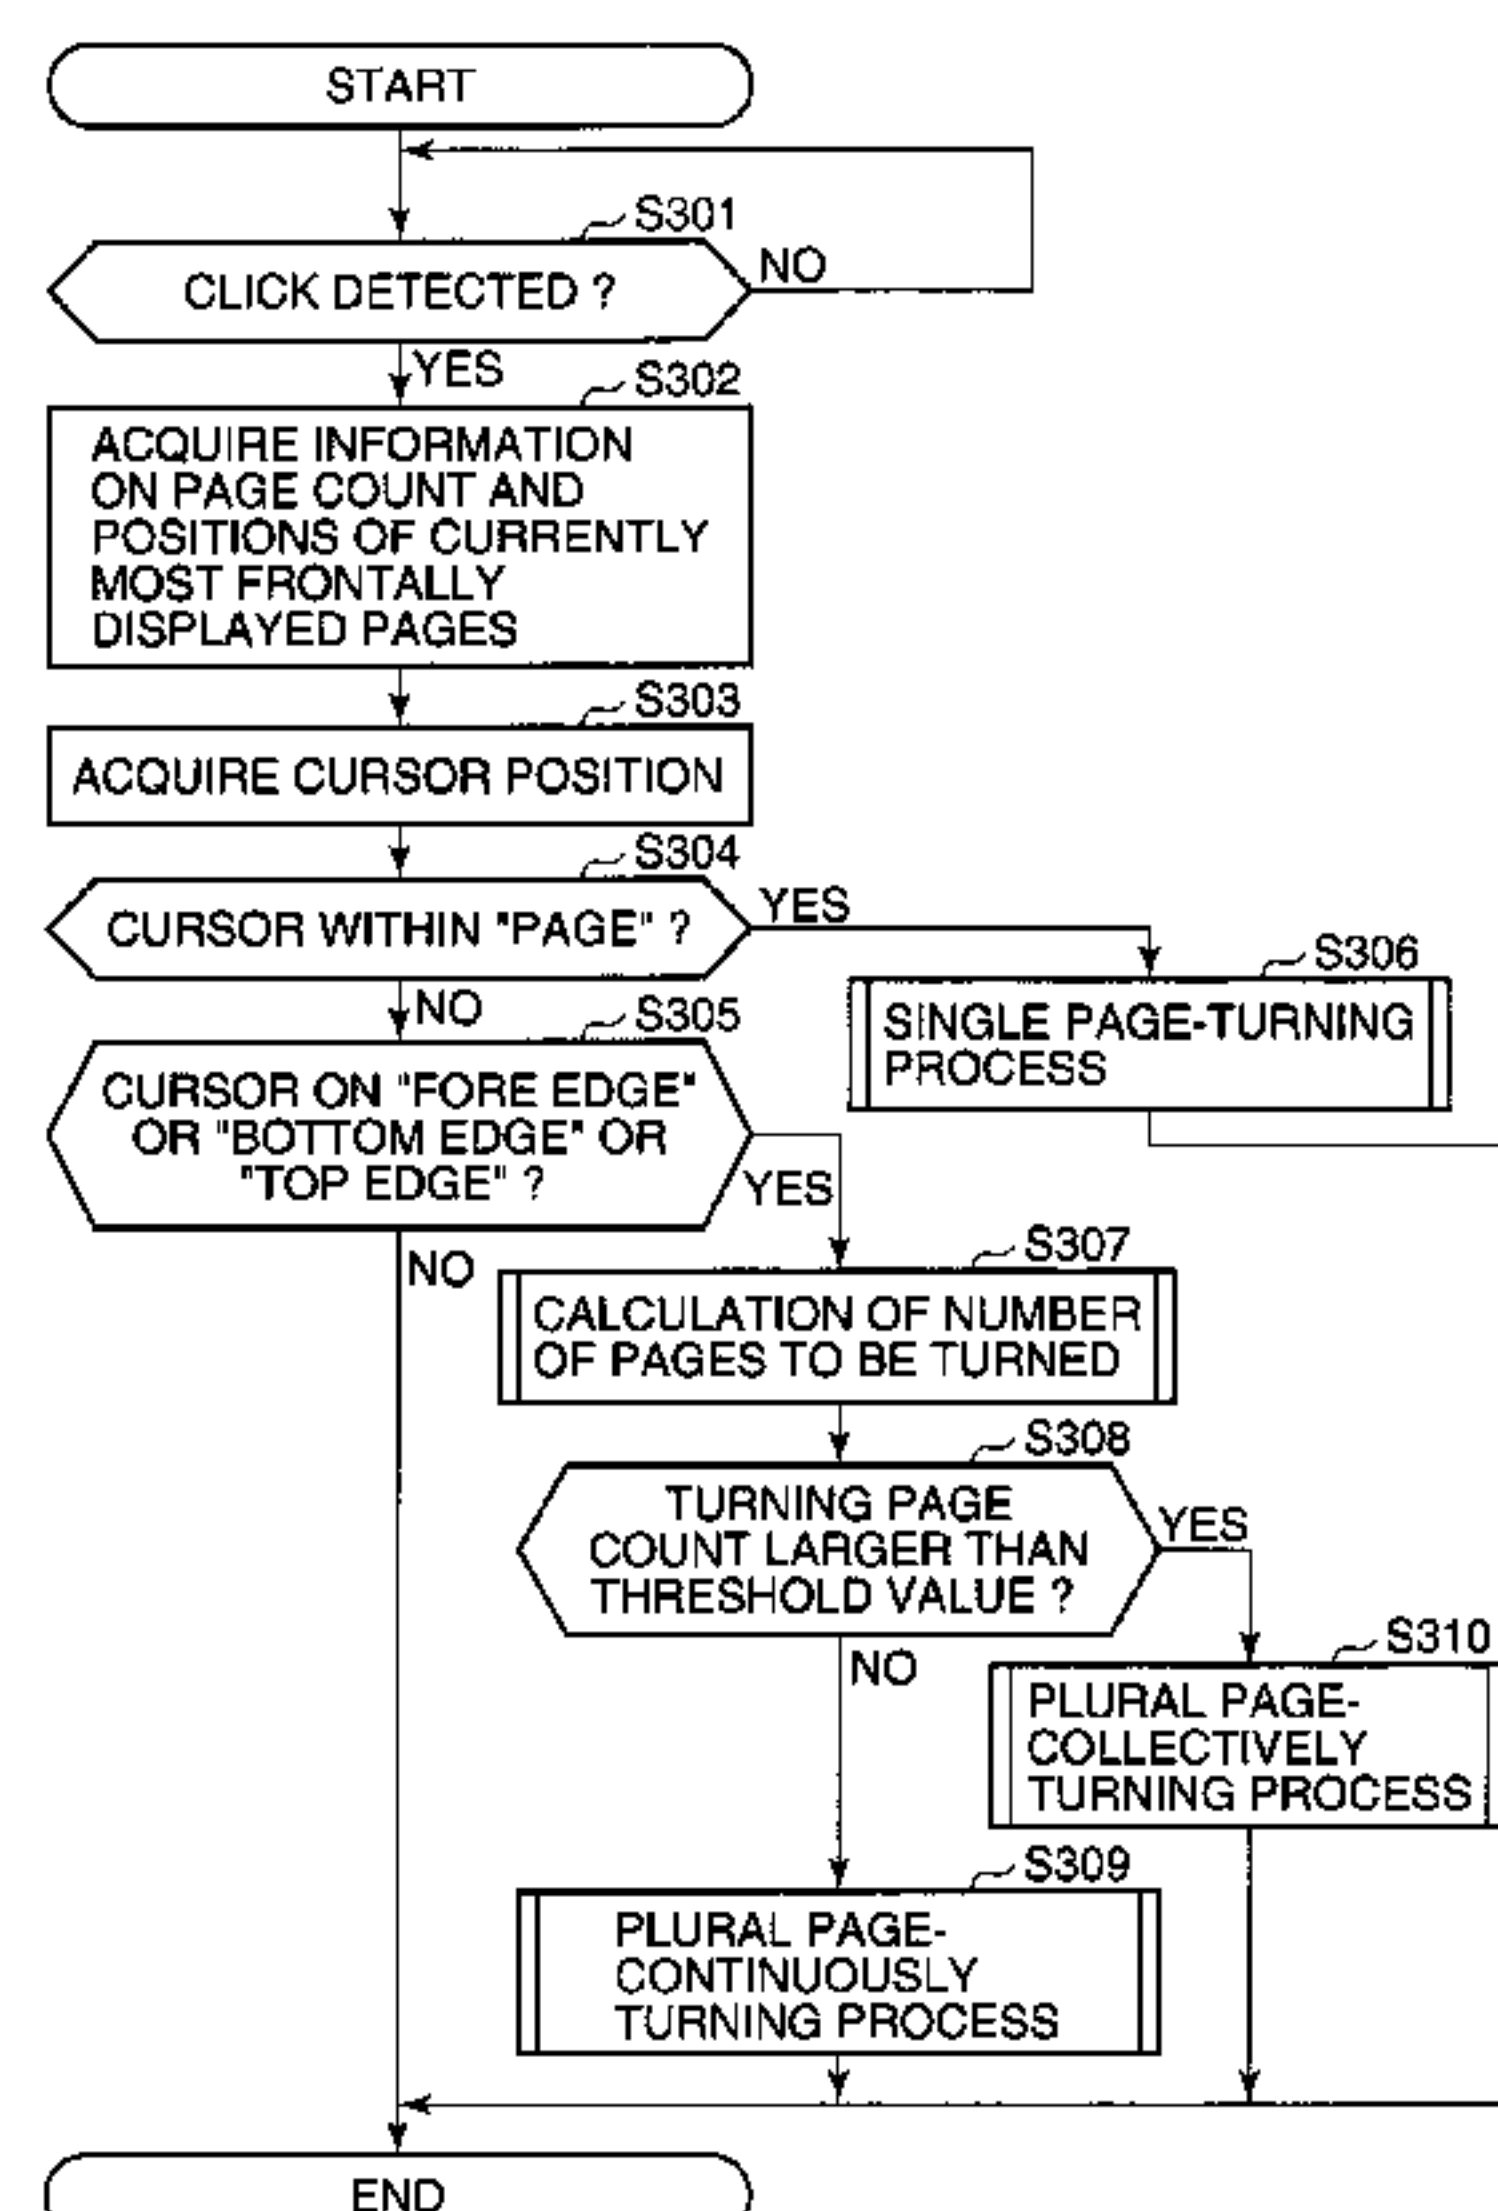 START
S301
CLICK DETECTED ?
NO
YES
S302
ACQUIRE INFORMATION
ON PAGE COUNT AND
POSITIONS OF CURRENTLY
MOST FRONTALLY
DISPLAYED PAGES
S303
ACQUIRE CURSOR POSITION
S304
CURSOR WITHIN "PAGE" ?
YES
NO
S306
SINGLE PAGE-TURNING
PROCESS
S305
CURSOR ON "FORE EDGE"
OR "BOTTOM EDGE" OR
"TOP EDGE" ?
YES
NO
S307
CALCULATION OF NUMBER
OF PAGES TO BE TURNED
S308
TURNING PAGE
COUNT LARGER THAN
THRESHOLD VALUE ?
YES
NO
S310
PLURAL PAGE-
COLLECTIVELY
TURNING PROCESS
S309
PLURAL PAGE-
CONTINUOUSLY
TURNING PROCESS
END